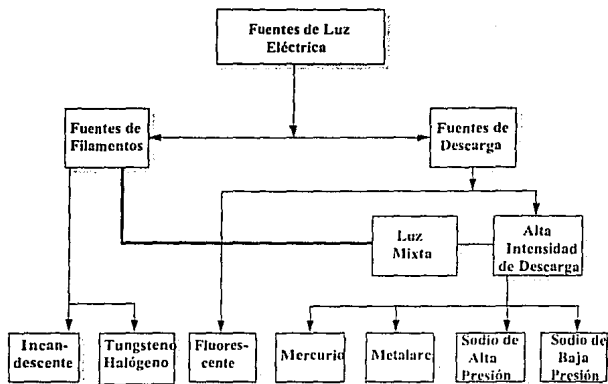 Fuentes de Luz
Eléctrica
Fuentes de
Filamentos
Fuentes de
Descarga
Luz
Mixta
Alta
Intensidad
de Descarga
Incan-
descente
Tungsteno
Halógeno
Fluores-
cente
Mercurio
Metalarc
Sodio de
Alta
Presión
Sodio de
Baja
Presión